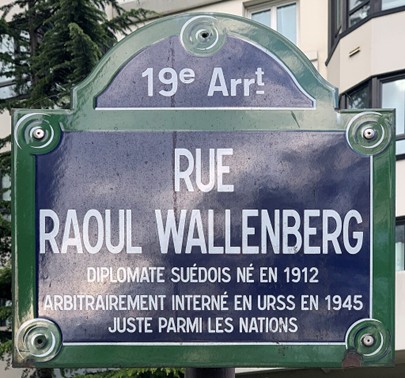 19e Arrt
RUE
RAOUL WALLENBERG
DIPLOMATE SUÉDOIS NÉ EN 1912
ARBITRAIREMENT INTERNÉ EN URSS EN 1945
JUSTE PARMI LES NATIONS